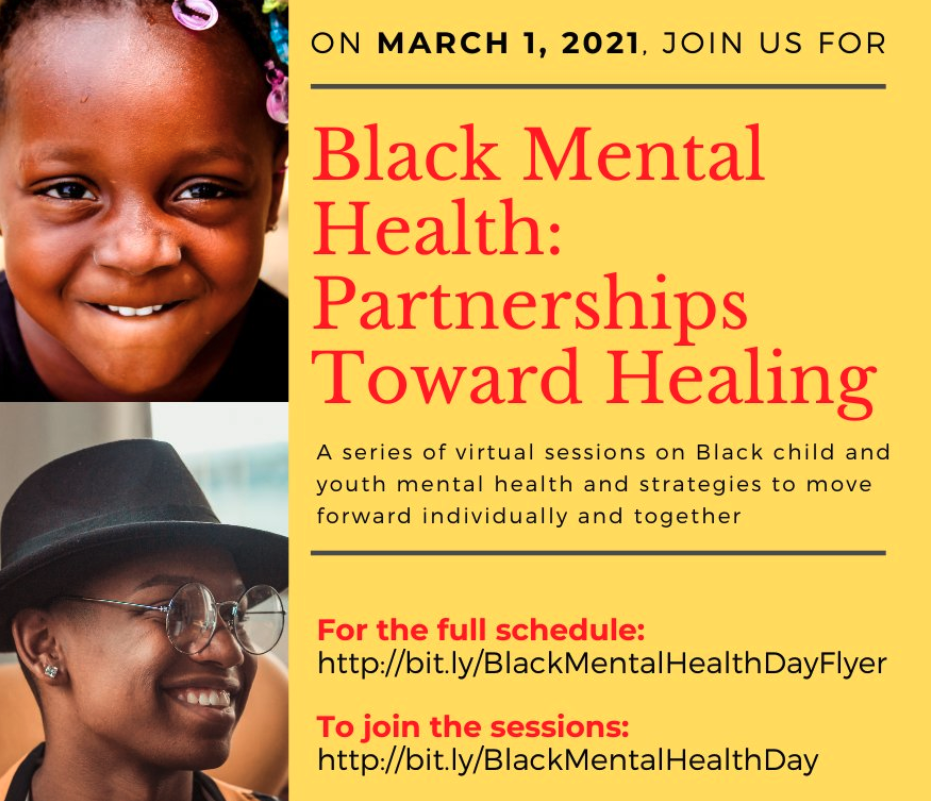 ON MARCH 1, 2021, JOIN US FOR
Black Mental
Health:
Partnerships
Toward Healing
A series of virtual sessions on Black child and
youth mental health and strategies to move
forward individually and together
For the full schedule:
http://bit.ly/BlackMentalHealthDayFlyer
To join the sessions:
http://bit.ly/BlackMentalHealthDay